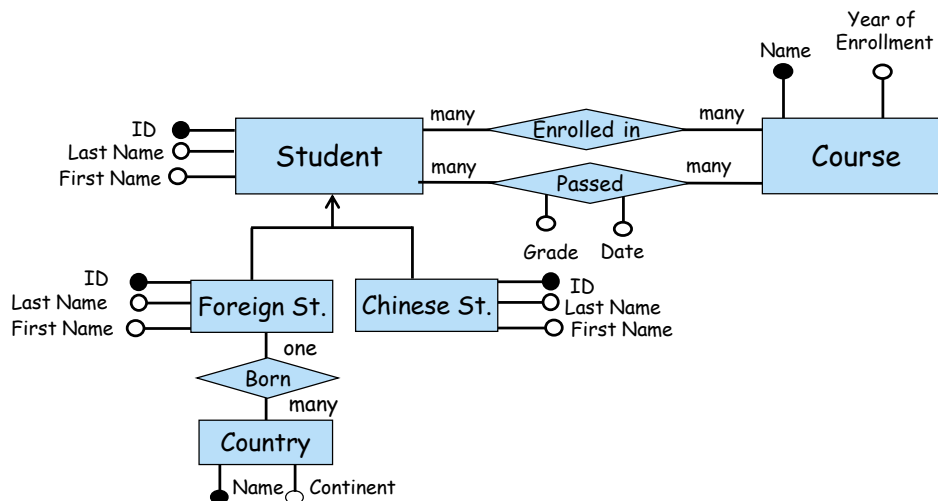 Year of
Enrollment
Name
ID
Last Name
First Name
Student
many
Enrolled in
many
many
Passed
many
Grade
Date
Course
ID
Last Name
First Name
Foreign St.
Chinese St.
ID
Last Name
First Name
one
Born
many
Country
Name
Continent